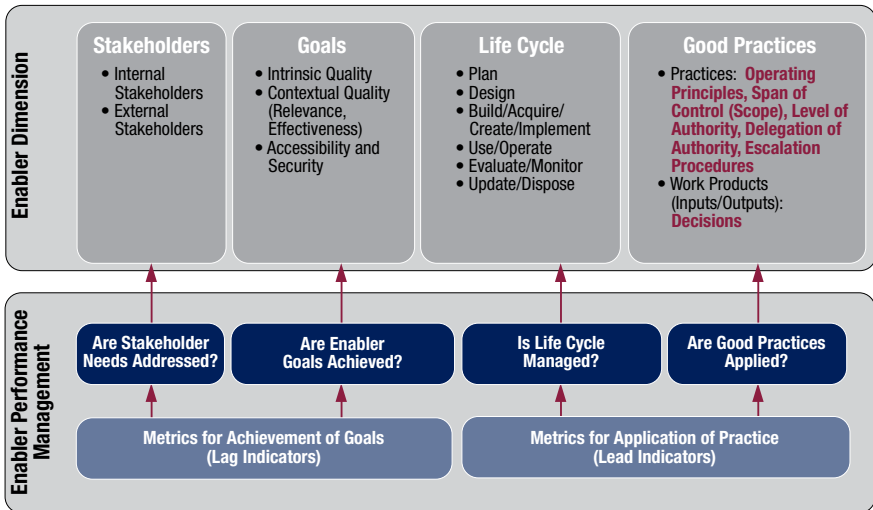 Enabler Dimension
Stakeholders
• Internal
Stakeholders
• External
Stakeholders
Goals
• Intrinsic Quality
• Contextual Quality
(Relevance,
Effectiveness)
• Accessibility and
Security
Life Cycle
• Plan
• Design
• Build/Acquire/
Create/Implement
• Use/Operate
• Evaluate/Monitor
• Update/Dispose
Good Practices
• Practices: Operating
Principles, Span of
Control (Scope), Level of
Authority, Delegation of
Authority, Escalation
Procedures
• Work Products
(Inputs/Outputs):
Decisions
Enabler Performance
Management
Are Stakeholder
Needs Addressed?
Are Enabler
Goals Achieved?
Is Life Cycle
Managed?
Are Good Practices
Applied?
Metrics for Achievement of Goals
(Lag Indicators)
Metrics for Application of Practice
(Lead Indicators)